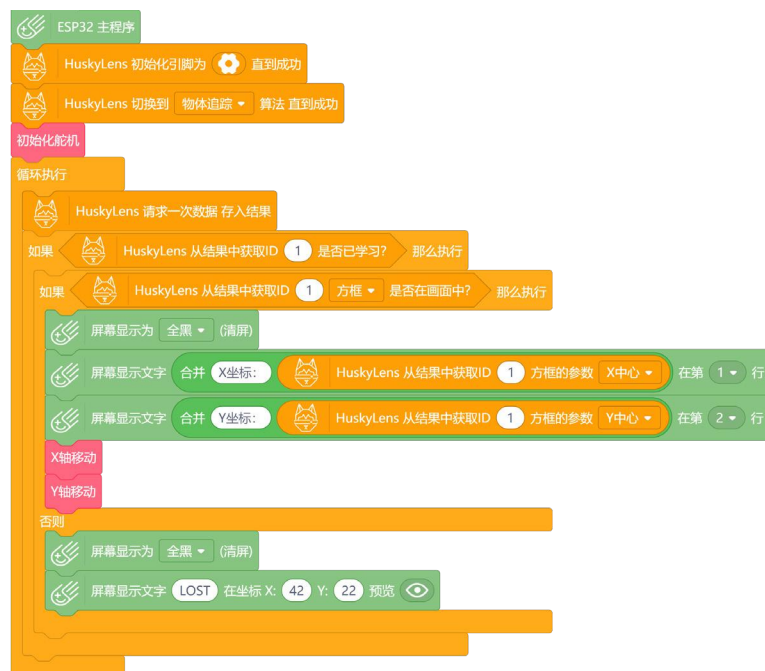 ESP32 主程序
HuskyLens 初始化引脚为 直到成功
HuskyLens 切换到 物体追踪 算法 直到成功
初始化舵机
循环执行
HuskyLens 请求一次数据 存入结果
如果 HuskyLens 从结果中获取ID 1 是否已学习? 那么执行
如果 HuskyLens 从结果中获取ID 1 方框 是否在画面中? 那么执行
屏幕显示为 全黑 (清屏)
屏幕显示文字 合并 X坐标: HuskyLens 从结果中获取ID 1 方框的参数 X中心 在第 1 行
屏幕显示文字 合并 Y坐标: HuskyLens 从结果中获取ID 1 方框的参数 Y中心 在第 2 行
X轴移动
Y轴移动
否则
屏幕显示为 全黑 (清屏)
屏幕显示文字 LOST 在坐标 X: 42 Y: 22 预览